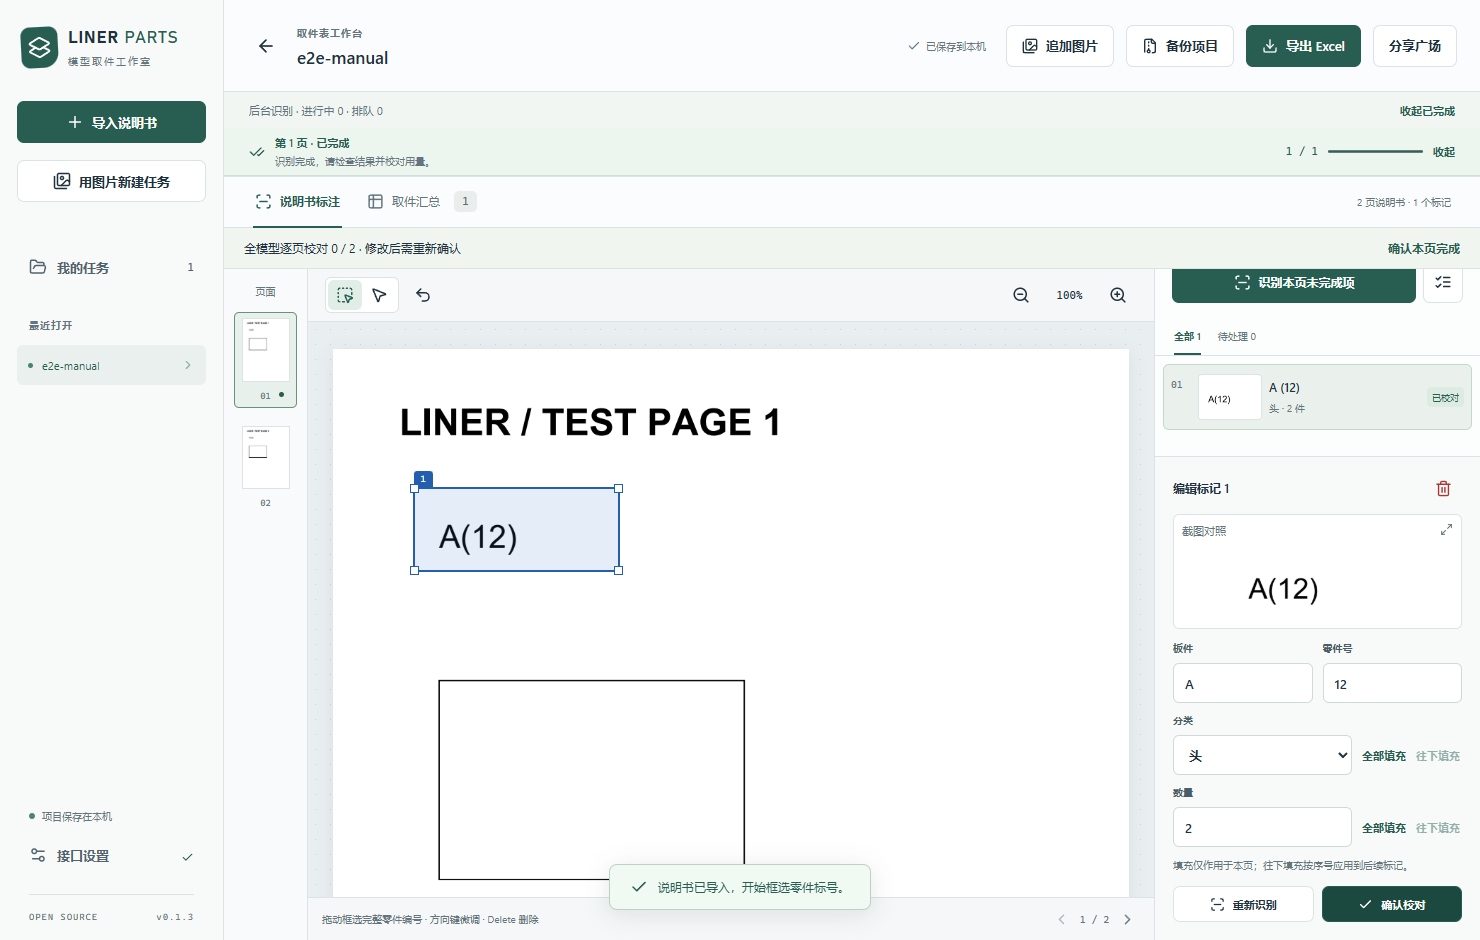 LINER PARTS
模型取件工作室
导入说明书
用图片新建任务
我的任务 1
最近打开
e2e-manual
项目保存在本机
接口设置
OPEN SOURCE v0.1.3
取件表工作台
e2e-manual
已保存到本机
追加图片
备份项目
导出 Excel
分享广场
后台识别 · 进行中 0 · 排队 0
收起已完成
第 1 页 · 已完成
识别完成，请检查结果并校对用量。
1 / 1
收起
说明书标注
取件汇总 1
2 页说明书 · 1 个标记
全模型逐页校对 0 / 2 · 修改后需重新确认
确认本页完成
页面
01
02
100%
LINER / TEST PAGE 1
1
A(12)
说明书已导入，开始框选零件标号。
拖动框选完整零件编号 · 方向键微调 · Delete 删除
1 / 2
识别本页未完成项
全部 1
待处理 0
01
A(12)
A (12)
头 · 2 件
已校对
编辑标记 1
截图对照
A(12)
板件
零件号
A
12
分类
头
全部填充
往下填充
数量
2
全部填充
往下填充
填充仅作用于本页；往下填充按序号应用到后续标记。
重新识别
确认校对